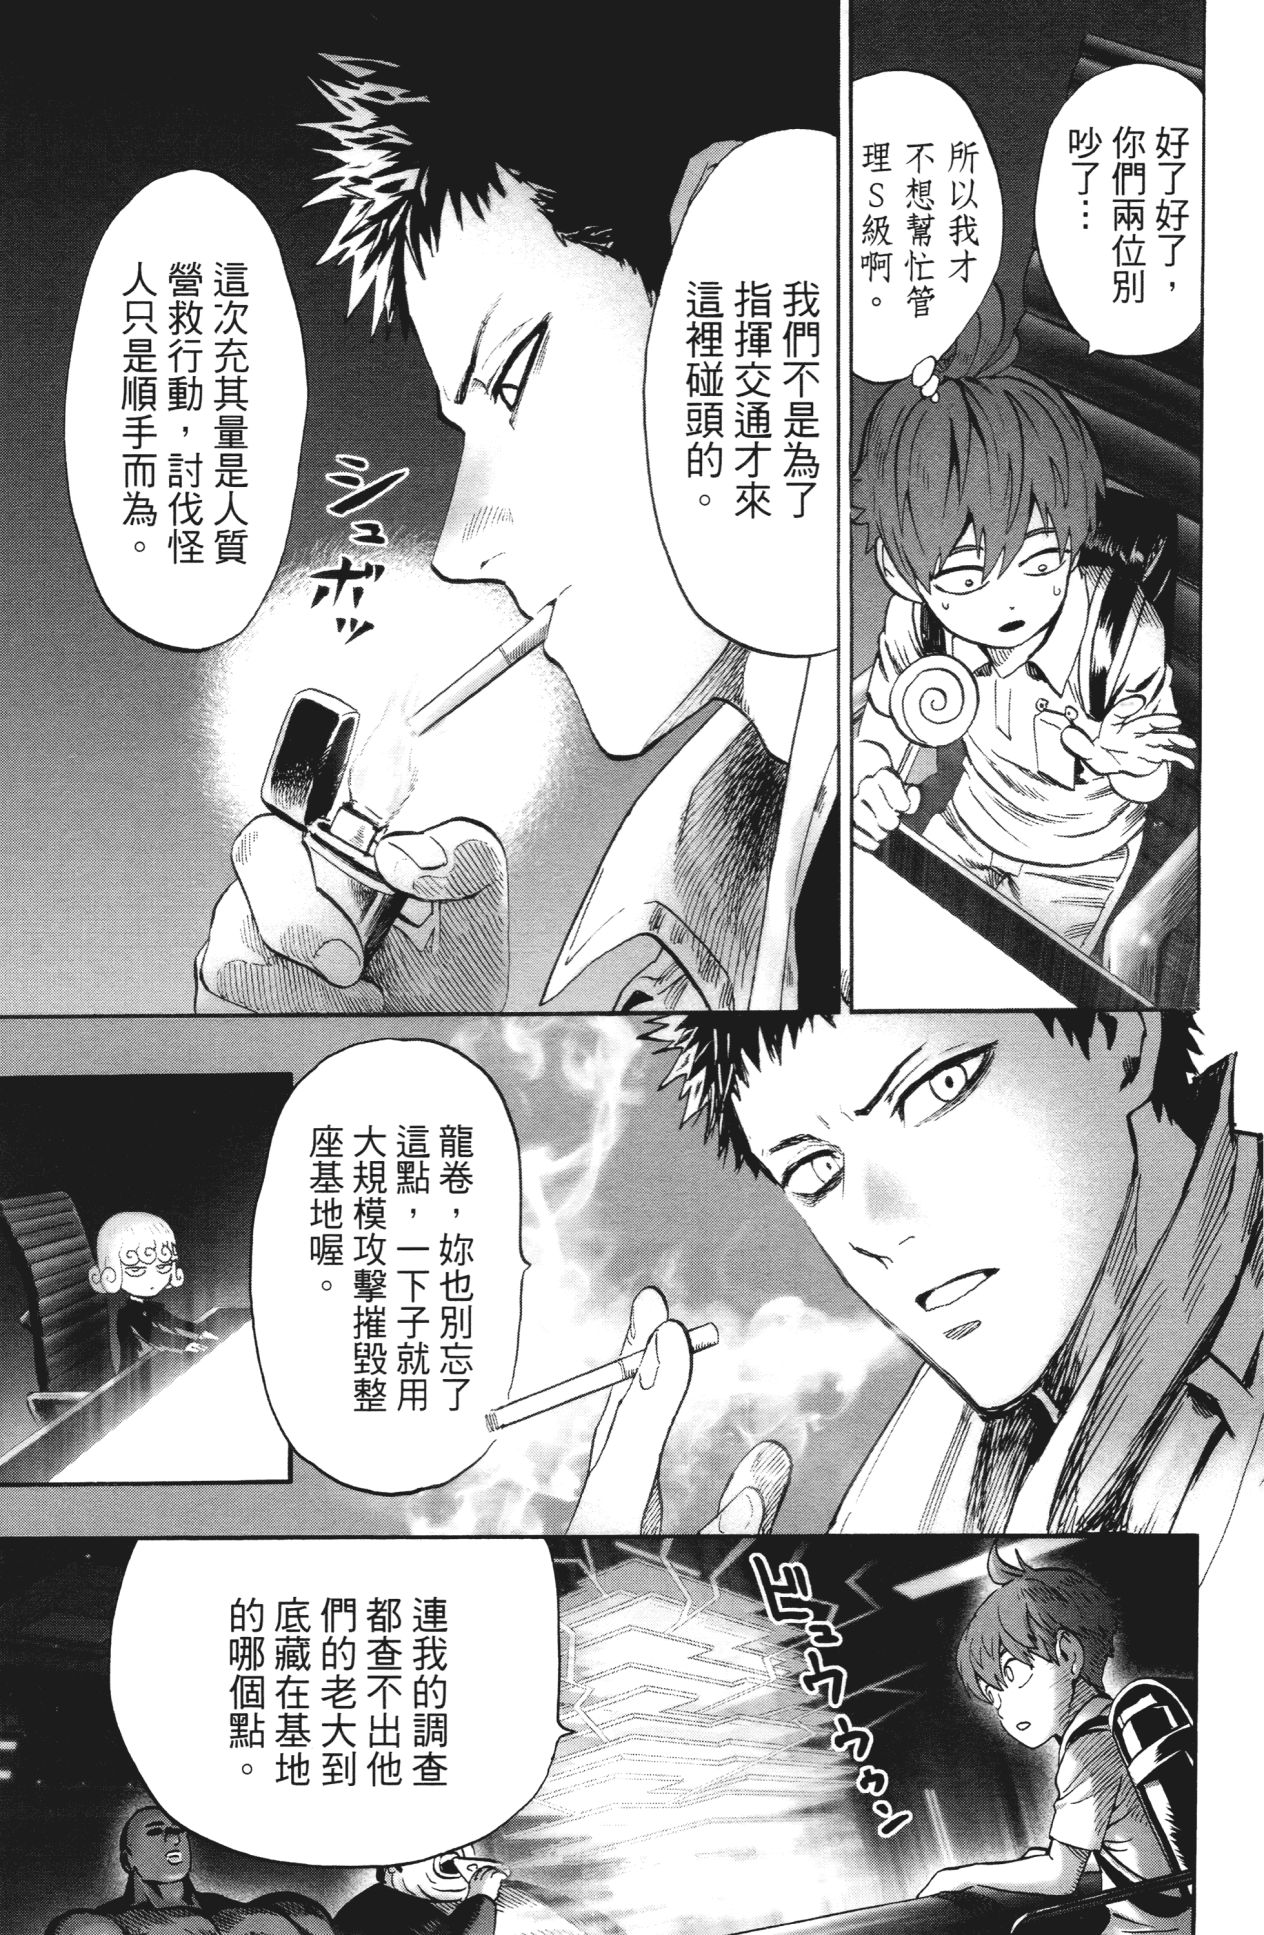 好了好了，
你們兩位別
吵了…
所以我才
不想幫忙管
理S級啊。
我們不是為了
指揮交通才來
這裡碰頭的。
這次充其量是人質
營救行動，討伐怪
人只是順手而為。
シュボッ
龍卷，妳也別忘了
這點，一下子就用
大規模攻擊摧毀整
座基地喔。
ビュウウゥン
連我的調查
都查不出他
們的老大到
底藏在基地
的哪個點。